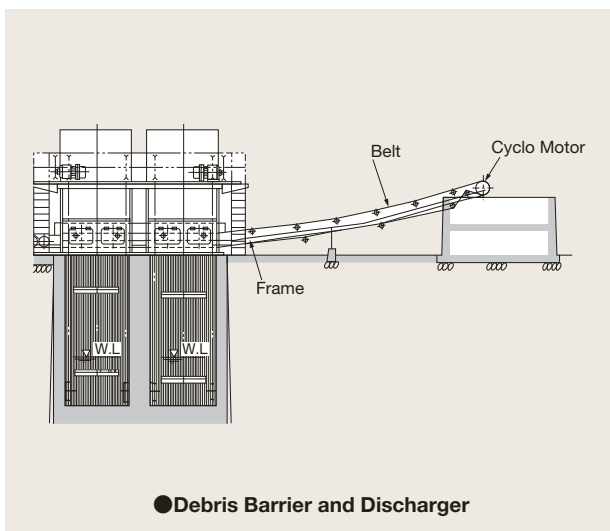 Belt
Cyclo Motor
Frame
W.L W.L
●Debris Barrier and Discharger